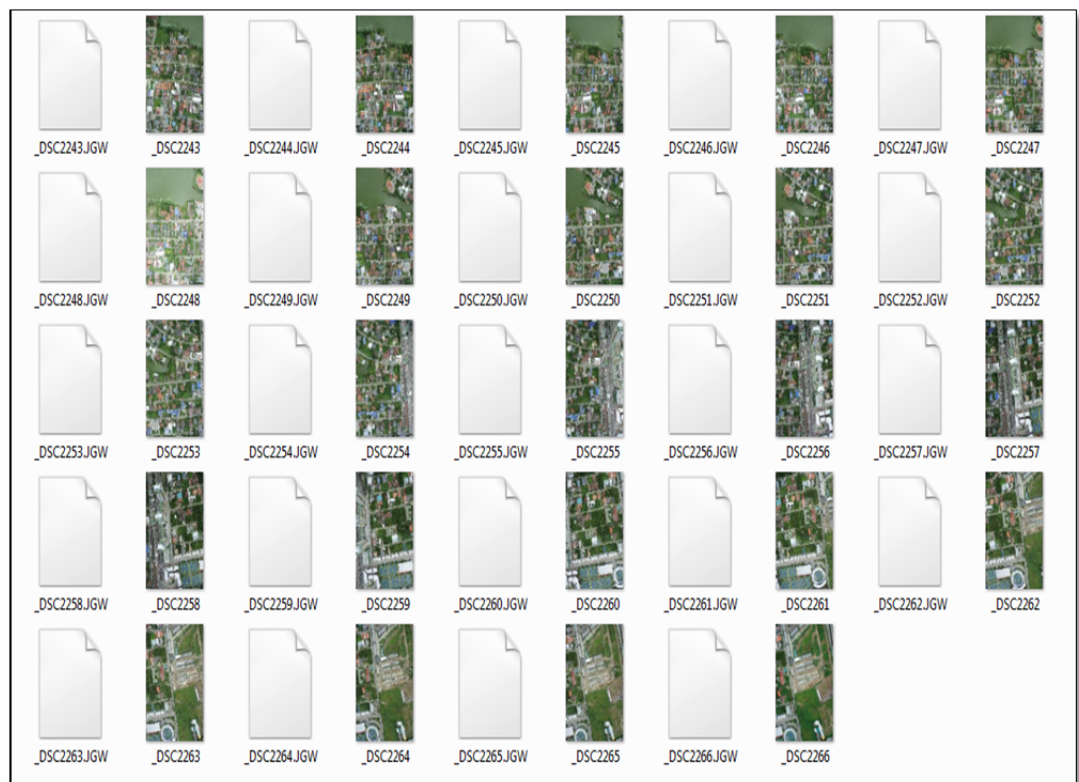 _DSC2243.JGW _DSC2243 _DSC2244.JGW _DSC2244 _DSC2245.JGW _DSC2245 _DSC2246.JGW _DSC2246 _DSC2247.JGW _DSC2247
_DSC2248.JGW _DSC2248 _DSC2249.JGW _DSC2249 _DSC2250.JGW _DSC2250 _DSC2251.JGW _DSC2251 _DSC2252.JGW _DSC2252
_DSC2253.JGW _DSC2253 _DSC2254.JGW _DSC2254 _DSC2255.JGW _DSC2255 _DSC2256.JGW _DSC2256 _DSC2257.JGW _DSC2257
_DSC2258.JGW _DSC2258 _DSC2259.JGW _DSC2259 _DSC2260.JGW _DSC2260 _DSC2261.JGW _DSC2261 _DSC2262.JGW _DSC2262
_DSC2263.JGW _DSC2263 _DSC2264.JGW _DSC2264 _DSC2265.JGW _DSC2265 _DSC2266.JGW _DSC2266